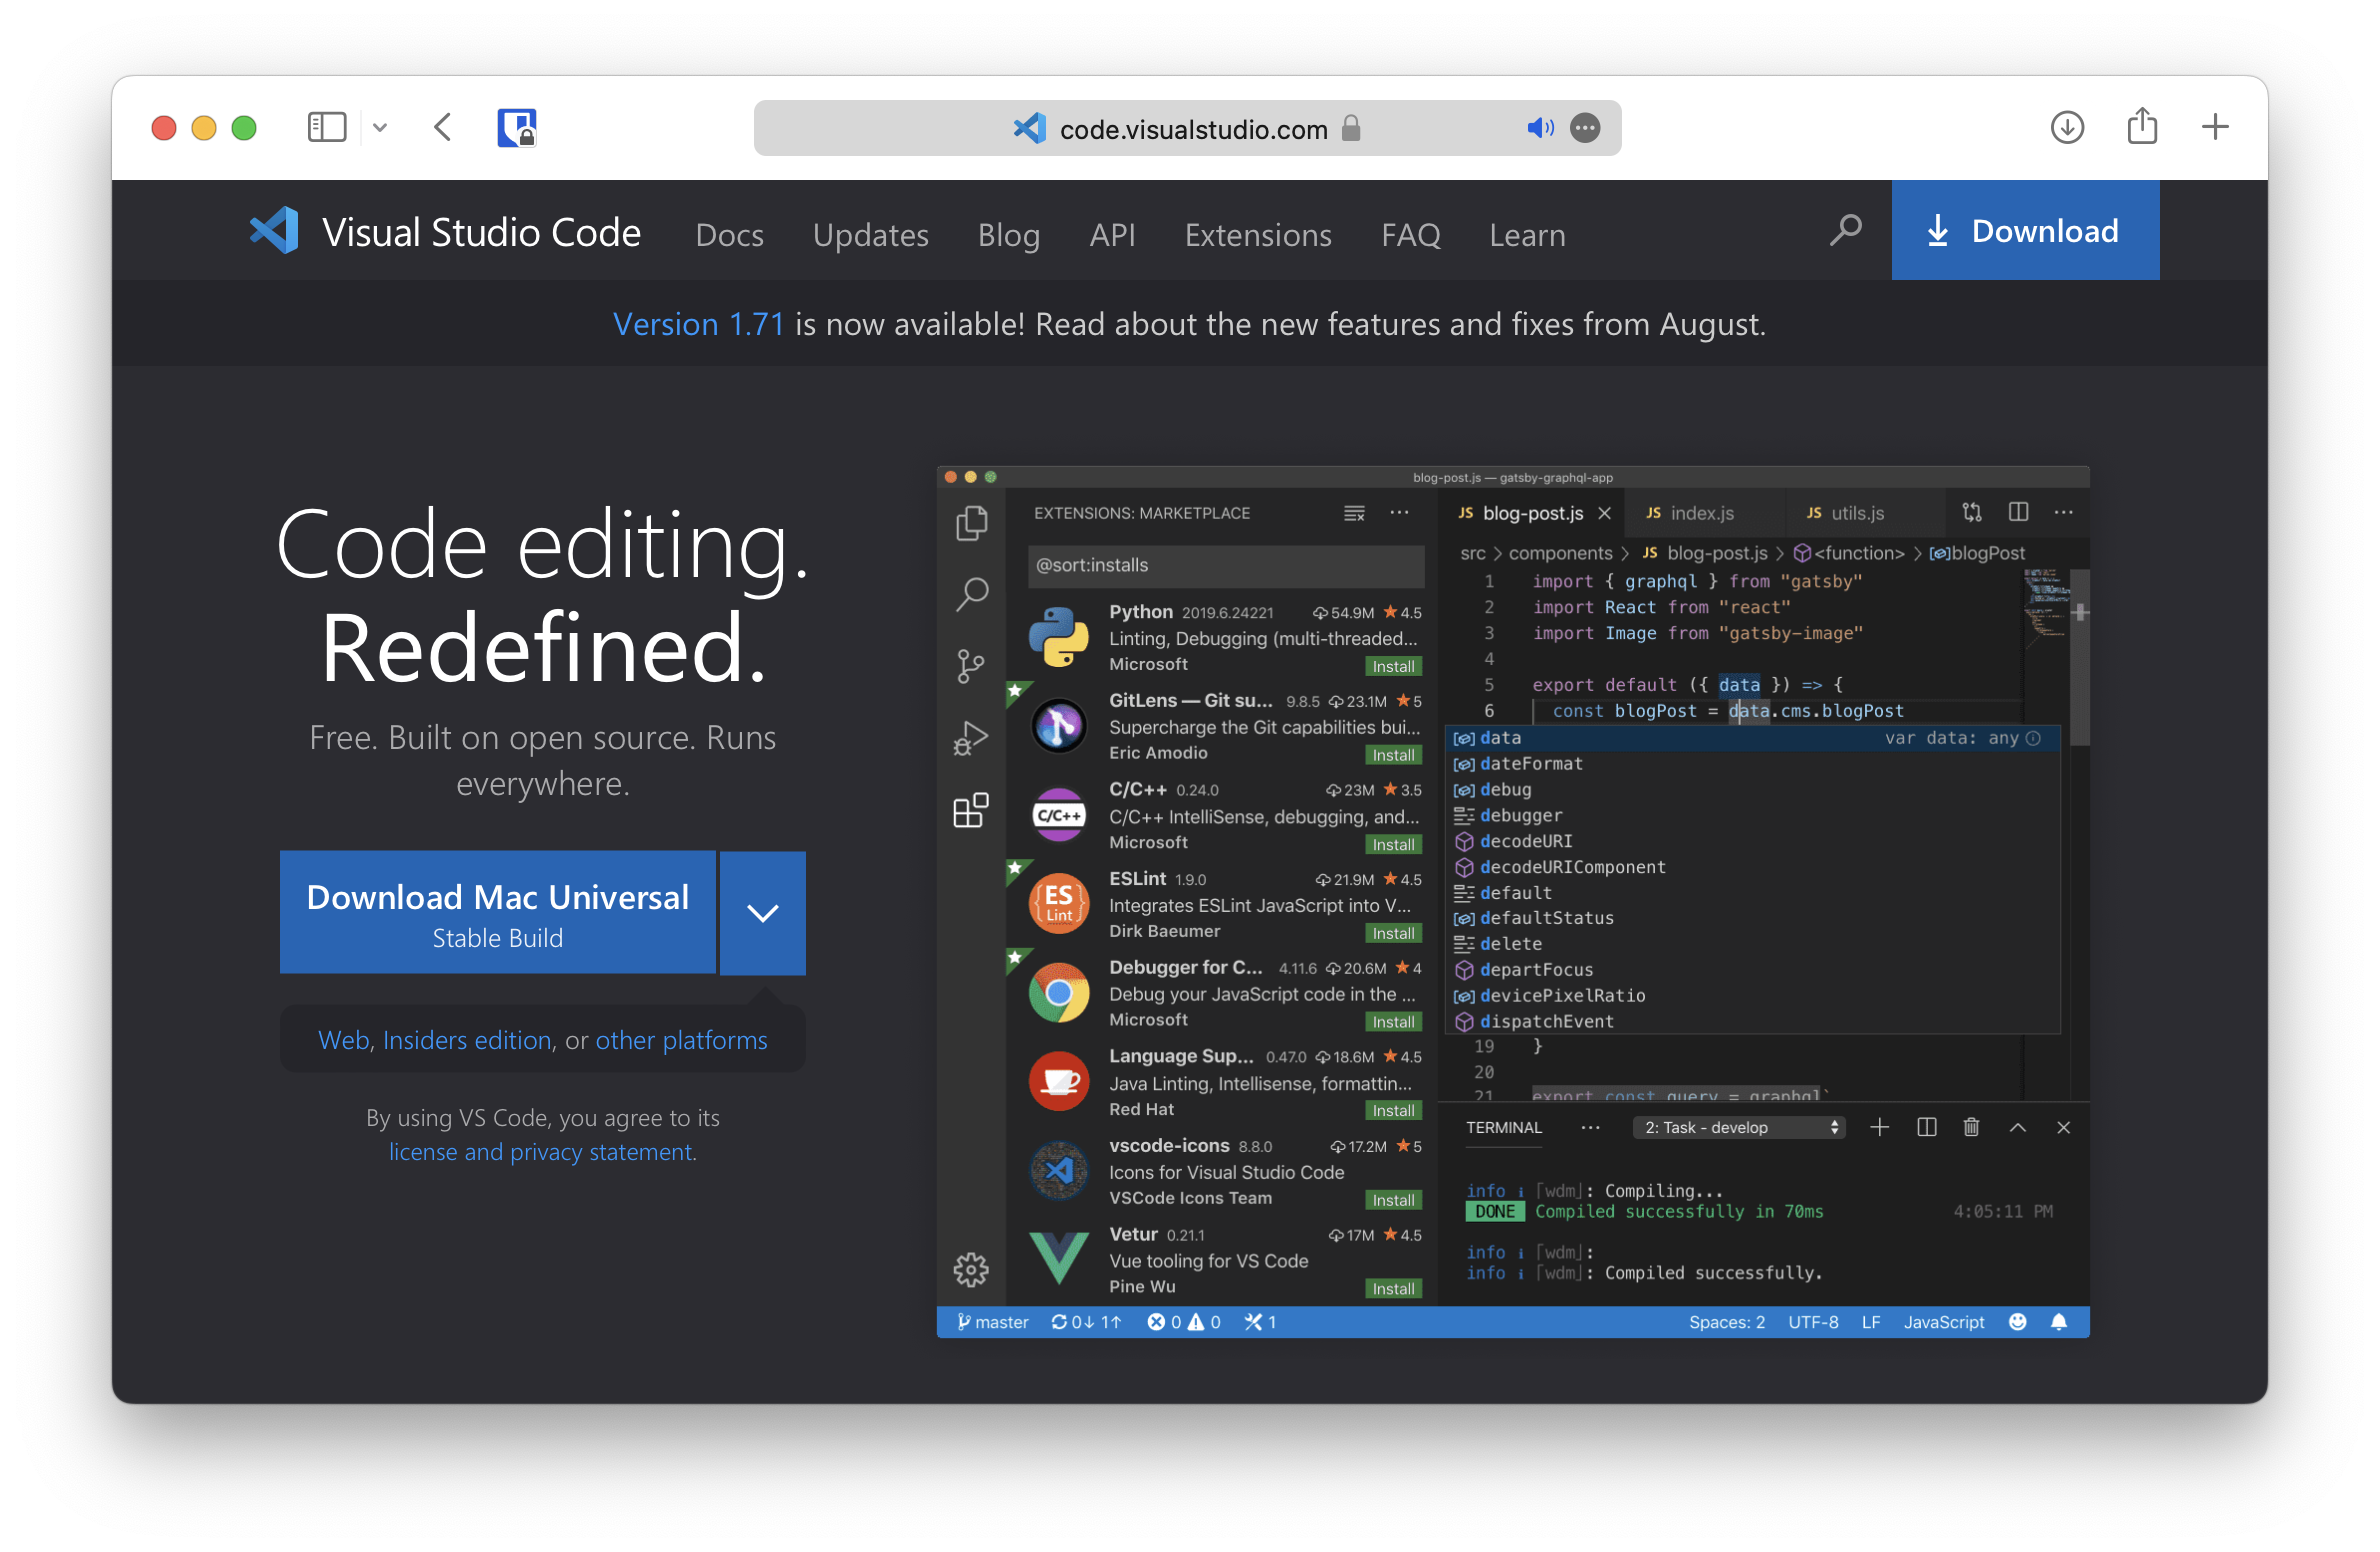 code.visualstudio.com
Visual Studio Code Docs Updates Blog API Extensions FAQ Learn Download
Version 1.71 is now available! Read about the new features and fixes from August.
Code editing.
Redefined.
Free. Built on open source. Runs
everywhere.
Download Mac Universal
Stable Build
Web, Insiders edition, or other platforms
By using VS Code, you agree to its
license and privacy statement.
blog-post.js — gatsby-graphql-app
EXTENSIONS: MARKETPLACE
@sort:installs
Python 2019.6.24221 54.9M 4.5
Linting, Debugging (multi-threaded...
Microsoft Install
GitLens — Git su... 9.8.5 23.1M 5
Supercharge the Git capabilities bui...
Eric Amodio Install
C/C++
C/C++ 0.24.0 23M 3.5
C/C++ IntelliSense, debugging, and...
Microsoft Install
ES
Lint
ESLint 1.9.0 21.9M 4.5
Integrates ESLint JavaScript into V...
Dirk Baeumer Install
Debugger for C... 4.11.6 20.6M 4
Debug your JavaScript code in the ...
Microsoft Install
Language Sup... 0.47.0 18.6M 4.5
Java Linting, Intellisense, formattin...
Red Hat Install
vscode-icons 8.8.0 17.2M 5
Icons for Visual Studio Code
VSCode Icons Team Install
Vetur 0.21.1 17M 4.5
Vue tooling for VS Code
Pine Wu Install
JS blog-post.js JS index.js JS utils.js
src > components > JS blog-post.js > <function> > blogPost
1 import { graphql } from "gatsby"
2 import React from "react"
3 import Image from "gatsby-image"
4
5 export default ({ data }) => {
6 const blogPost = data.cms.blogPost
data var data: any
dateFormat
debug
debugger
decodeURI
decodeURIComponent
default
defaultStatus
delete
departFocus
devicePixelRatio
dispatchEvent
19 }
20
21 export const query = graphql`
TERMINAL ... 2: Task - develop
info i ｢wdm｣: Compiling...
DONE Compiled successfully in 70ms 4:05:11 PM
info i ｢wdm｣:
info i ｢wdm｣: Compiled successfully.
master 0↓ 1↑ 0 0 1 Spaces: 2 UTF-8 LF JavaScript